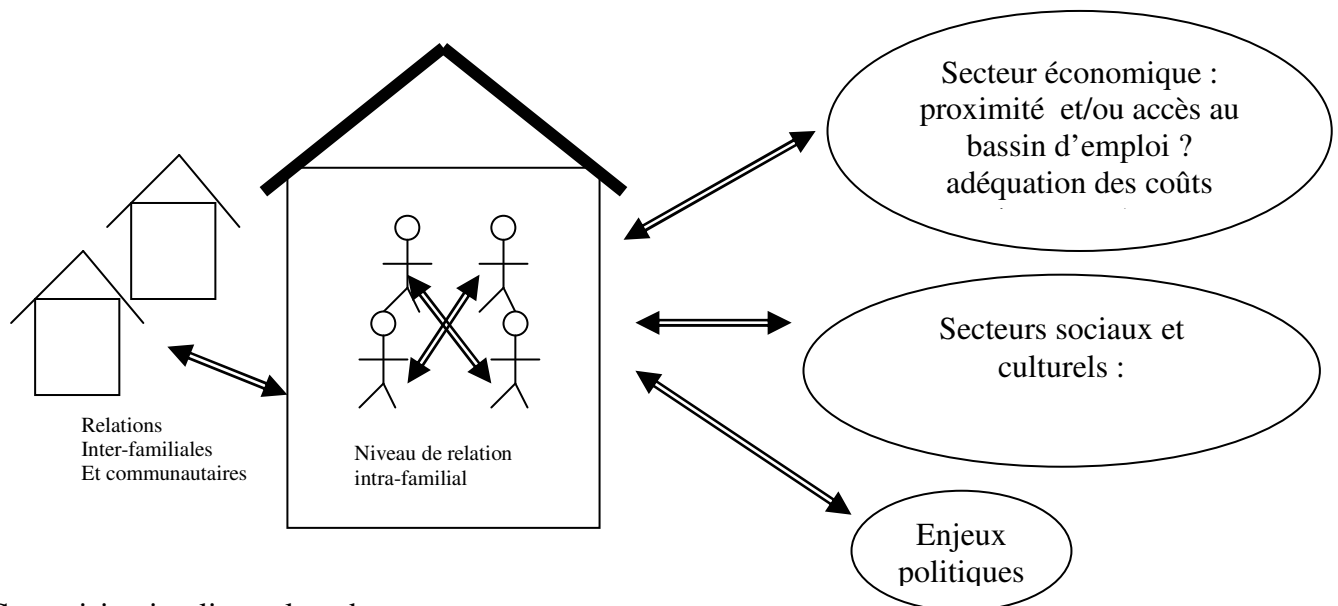 Secteur économique :
proximité et/ou accès au
bassin d'emploi ?
adéquation des coûts
Secteurs sociaux et
culturels :
Relations
Inter-familiales
Et communautaires
Niveau de relation
intra-familial
Enjeux
politiques